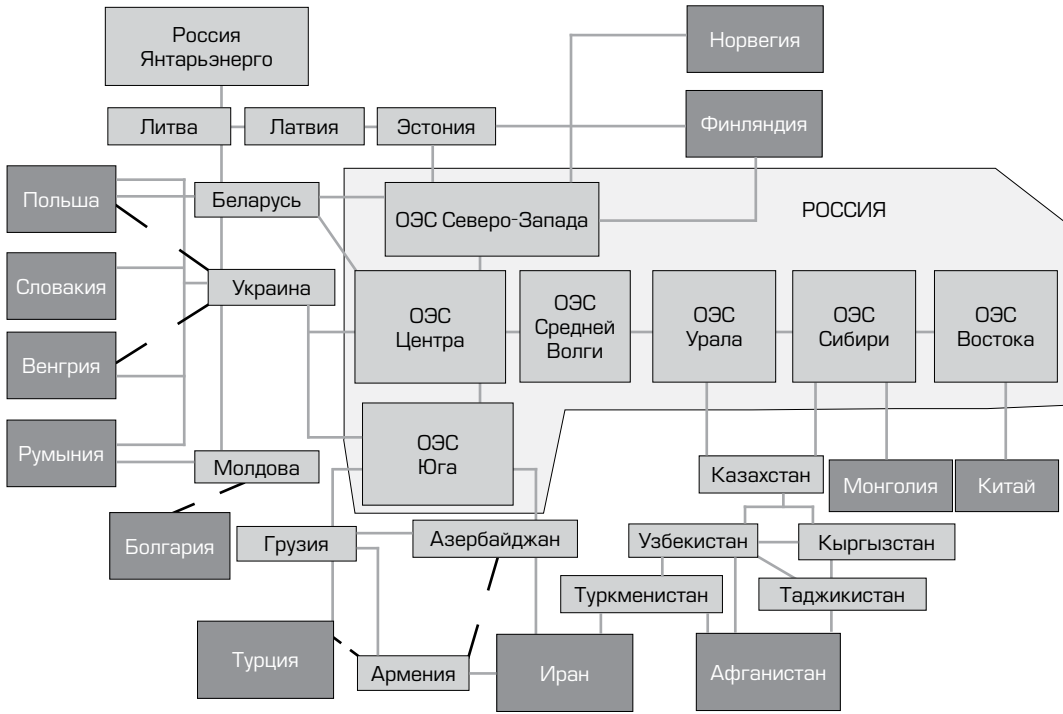 Россия
Янтарьэнерго
Норвегия
Литва
Латвия
Эстония
Финляндия
Польша
Беларусь
ОЭС Северо-Запада
РОССИЯ
Словакия
Украина
ОЭС
Центра
ОЭС
Средней
Волги
ОЭС
Урала
ОЭС
Сибири
ОЭС
Востока
Венгрия
Румыния
Молдова
ОЭС
Юга
Казахстан
Монголия
Китай
Болгария
Грузия
Азербайджан
Узбекистан
Кыргызстан
Туркменистан
Таджикистан
Турция
Армения
Иран
Афганистан